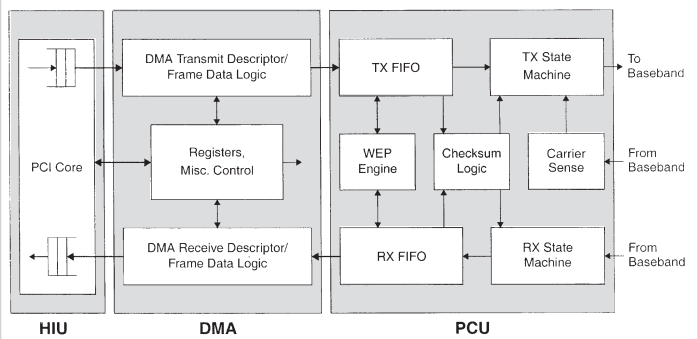 DMA Transmit Descriptor/
Frame Data Logic
TX FIFO
TX State
Machine
To
Baseband
PCI Core
Registers,
Misc. Control
WEP
Engine
Checksum
Logic
Carrier
Sense
From
Baseband
DMA Receive Descriptor/
Frame Data Logic
RX FIFO
RX State
Machine
From
Baseband
HIU
DMA
PCU